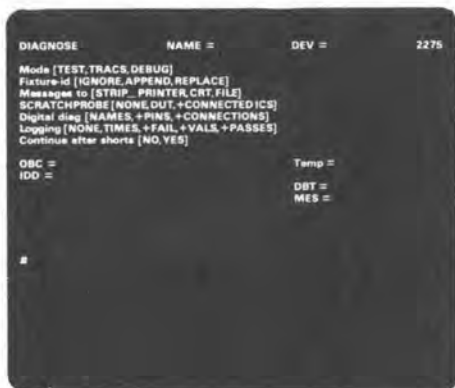 DIAGNOSE NAME = DEV = 2275
Mode [TEST,TRACS,DEBUG]
Fixture-id [IGNORE,APPEND,REPLACE]
Messages to [STRIP_PRINTER,CRT,FILE]
SCRATCHPROBE [NONE,DUT,+CONNECTED ICS]
Digital diag [NAMES,+PINS,+CONNECTIONS]
Logging [NONE,TIMES,+FAIL,+VALS,+PASSES]
Continue after shorts [NO,YES]
OBC = Temp =
IDD =
DBT =
MES =
#